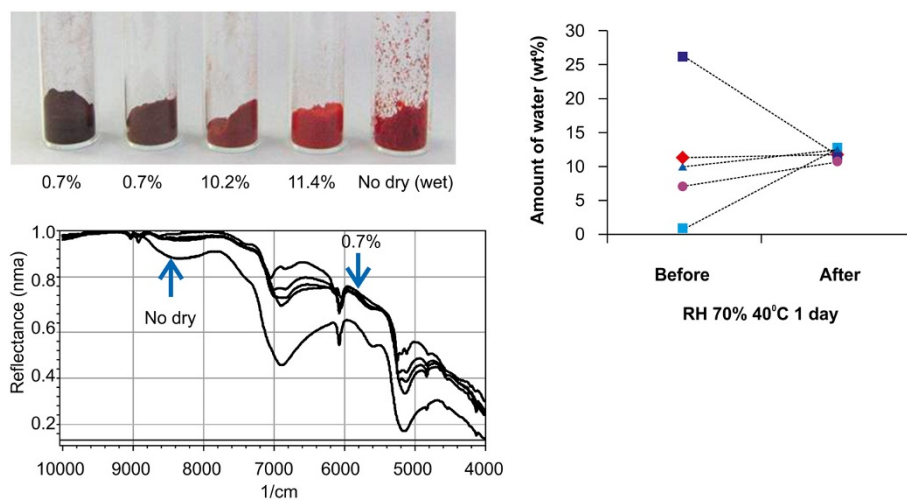 0.7% 0.7% 10.2% 11.4% No dry (wet)
Reflectance (nma)
1.0
0.8
0.6
0.4
0.2
No dry
0.7%
10000 9000 8000 7000 6000 5000 4000
1/cm
Amount of water (wt%)
30
25
20
15
10
5
0
Before After
RH 70% 40⁰C 1 day